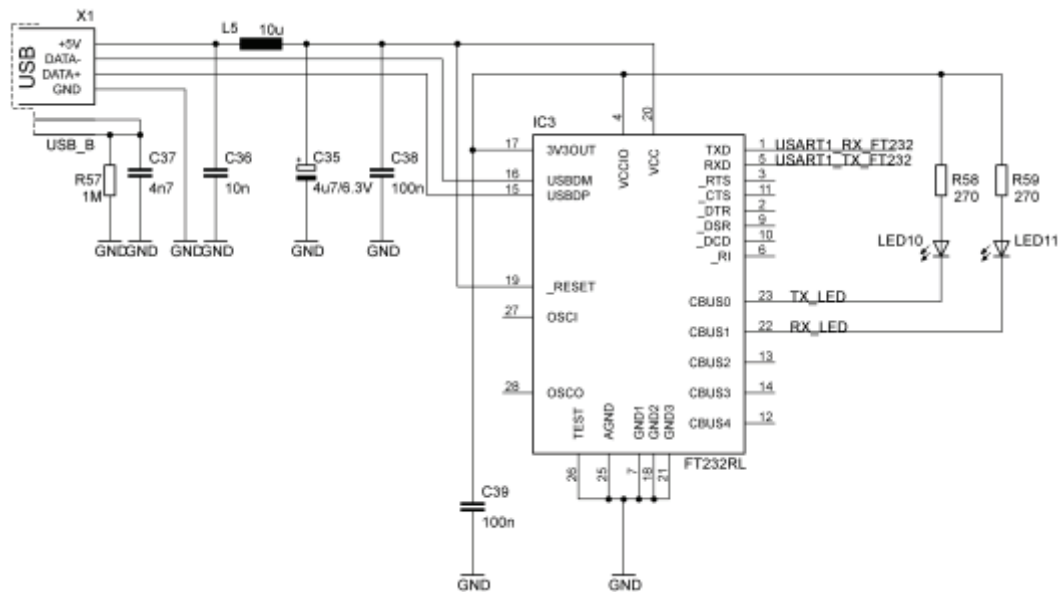 X1
L5
10u
USB
+5V
DATA-
DATA+
GND
USB_B
R57
1M
C37
4n7
C36
10n
C35
+
4u7/6.3V
C38
100n
GND
GND
GND
GND
GND
GND
IC3
4
VCCIO
20
VCC
17
3V3OUT
16
USBDM
15
USBDP
19
_RESET
27
OSCI
28
OSCO
TXD
1
USART1_RX_FT232
RXD
5
USART1_TX_FT232
_RTS
3
_CTS
11
_DTR
2
_DSR
9
_DCD
10
_RI
6
CBUS0
23
TX_LED
CBUS1
22
RX_LED
CBUS2
13
CBUS3
14
CBUS4
12
TEST
AGND
GND1
GND2
GND3
26
25
7
18
21
FT232RL
R58
270
R59
270
LED10
LED11
C39
100n
GND
GND